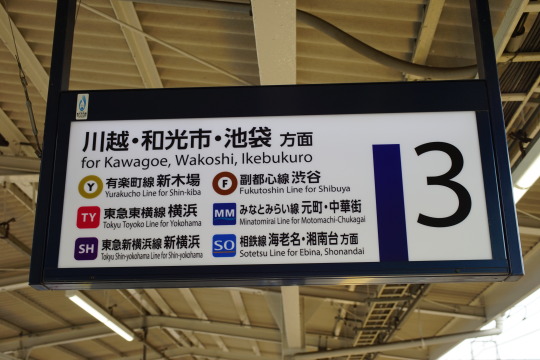 川越・和光市・池袋 方面
for Kawagoe, Wakoshi, Ikebukuro
3
Y 有楽町線 新木場
Yurakucho Line for Shin-kiba
F 副都心線 渋谷
Fukutoshin Line for Shibuya
TY 東急東横線 横浜
Tokyu Toyoko Line for Yokohama
MM みなとみらい線 元町・中華街
Minatomirai Line for Motomachi-Chukagai
SH 東急新横浜線 新横浜
Tokyu Shin-yokohama Line for Shin-yokohama
SO 相鉄線 海老名・湘南台 方面
Sotetsu Line for Ebina, Shonandai